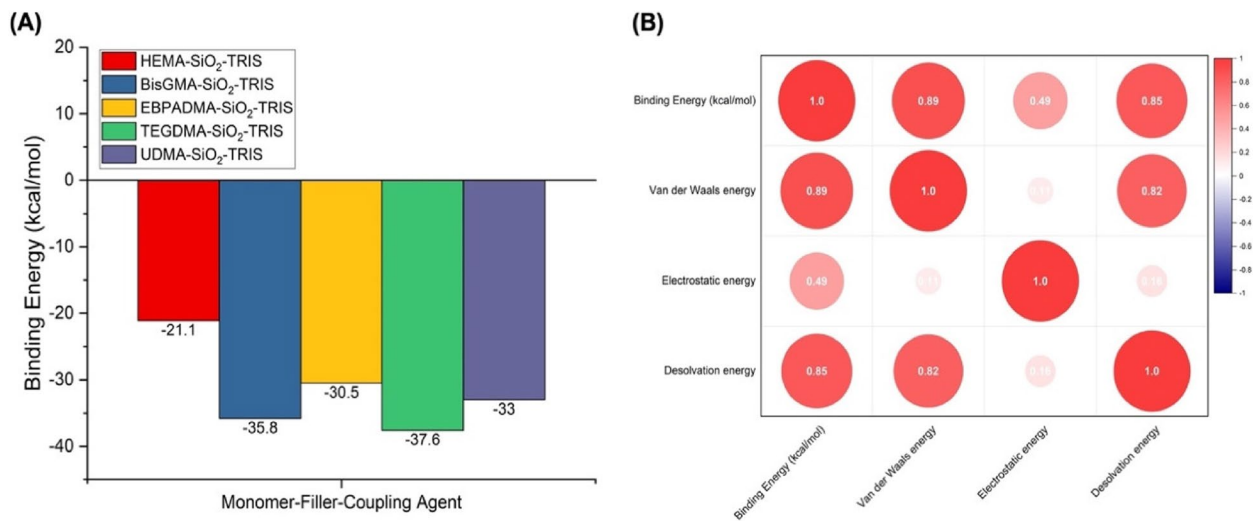 (A)
20
10
0
-10
-20
-30
-40
Binding Energy (kcal/mol)
HEMA-SiO₂-TRIS
BisGMA-SiO₂-TRIS
EBPADMA-SiO₂-TRIS
TEGDMA-SiO₂-TRIS
UDMA-SiO₂-TRIS
-21.1
-35.8
-30.5
-37.6
-33
Monomer-Filler-Coupling Agent
(B)
Binding Energy (kcal/mol) 1.0 0.89 0.49 0.85
Van der Waals energy 0.89 1.0 0.11 0.82
Electrostatic energy 0.49 0.11 1.0 0.16
Desolvation energy 0.85 0.82 0.16 1.0
Binding Energy (kcal/mol)
Van der Waals energy
Electrostatic energy
Desolvation energy
1
0.8
0.6
0.4
0.2
0
-0.2
-0.4
-0.6
-0.8
-1